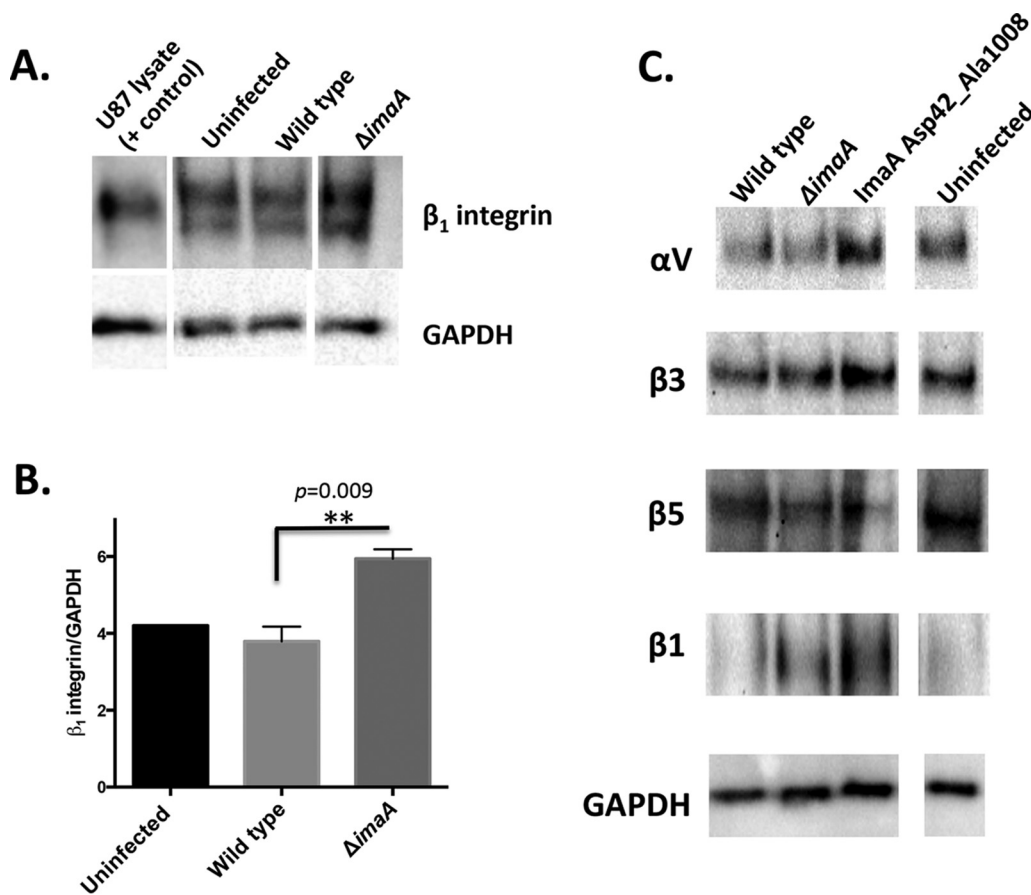 A.
U87 lysate
(+ control)
Uninfected
Wild type
ΔimaA
β₁ integrin
GAPDH
B.
p=0.009
**
β₁ integrin/GAPDH
6
4
2
0
Uninfected
Wild type
ΔimaA
C.
Wild type
ΔimaA
ImaA Asp42_Ala1008
Uninfected
αV
β3
β5
β1
GAPDH